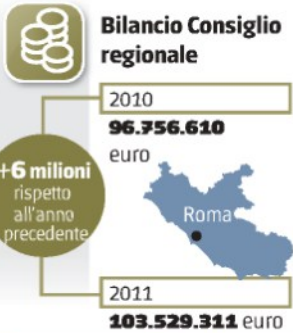 Bilancio Consiglio
regionale
2010
96.756.610
euro
+6 milioni
rispetto
all'anno
precedente
Roma
2011
103.529.311 euro